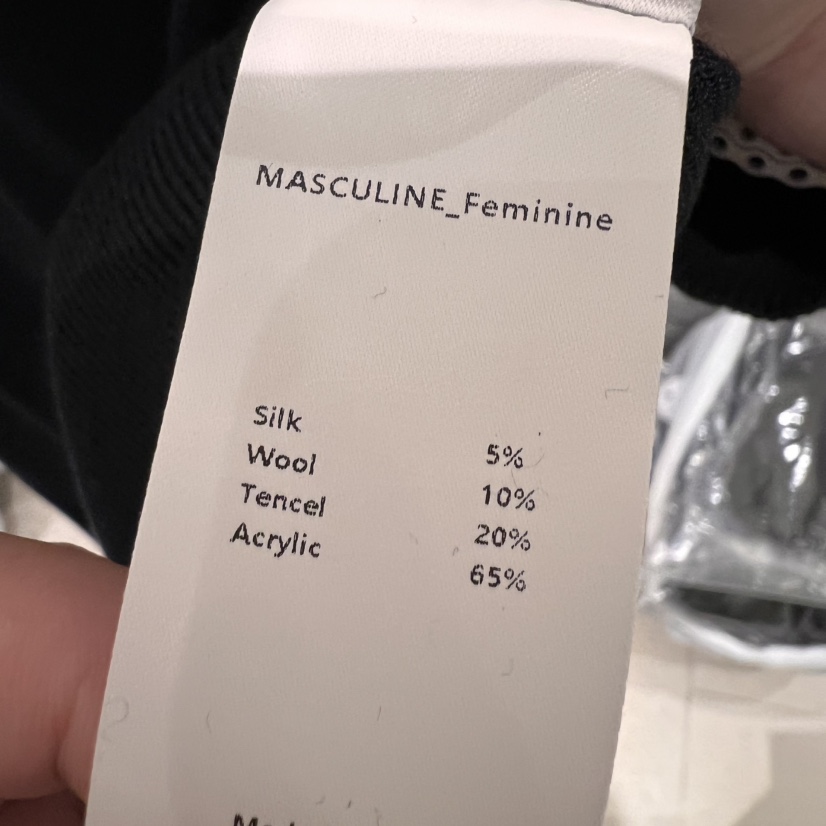 MASCULINE_Feminine
Silk 5%
Wool 10%
Tencel 20%
Acrylic 65%